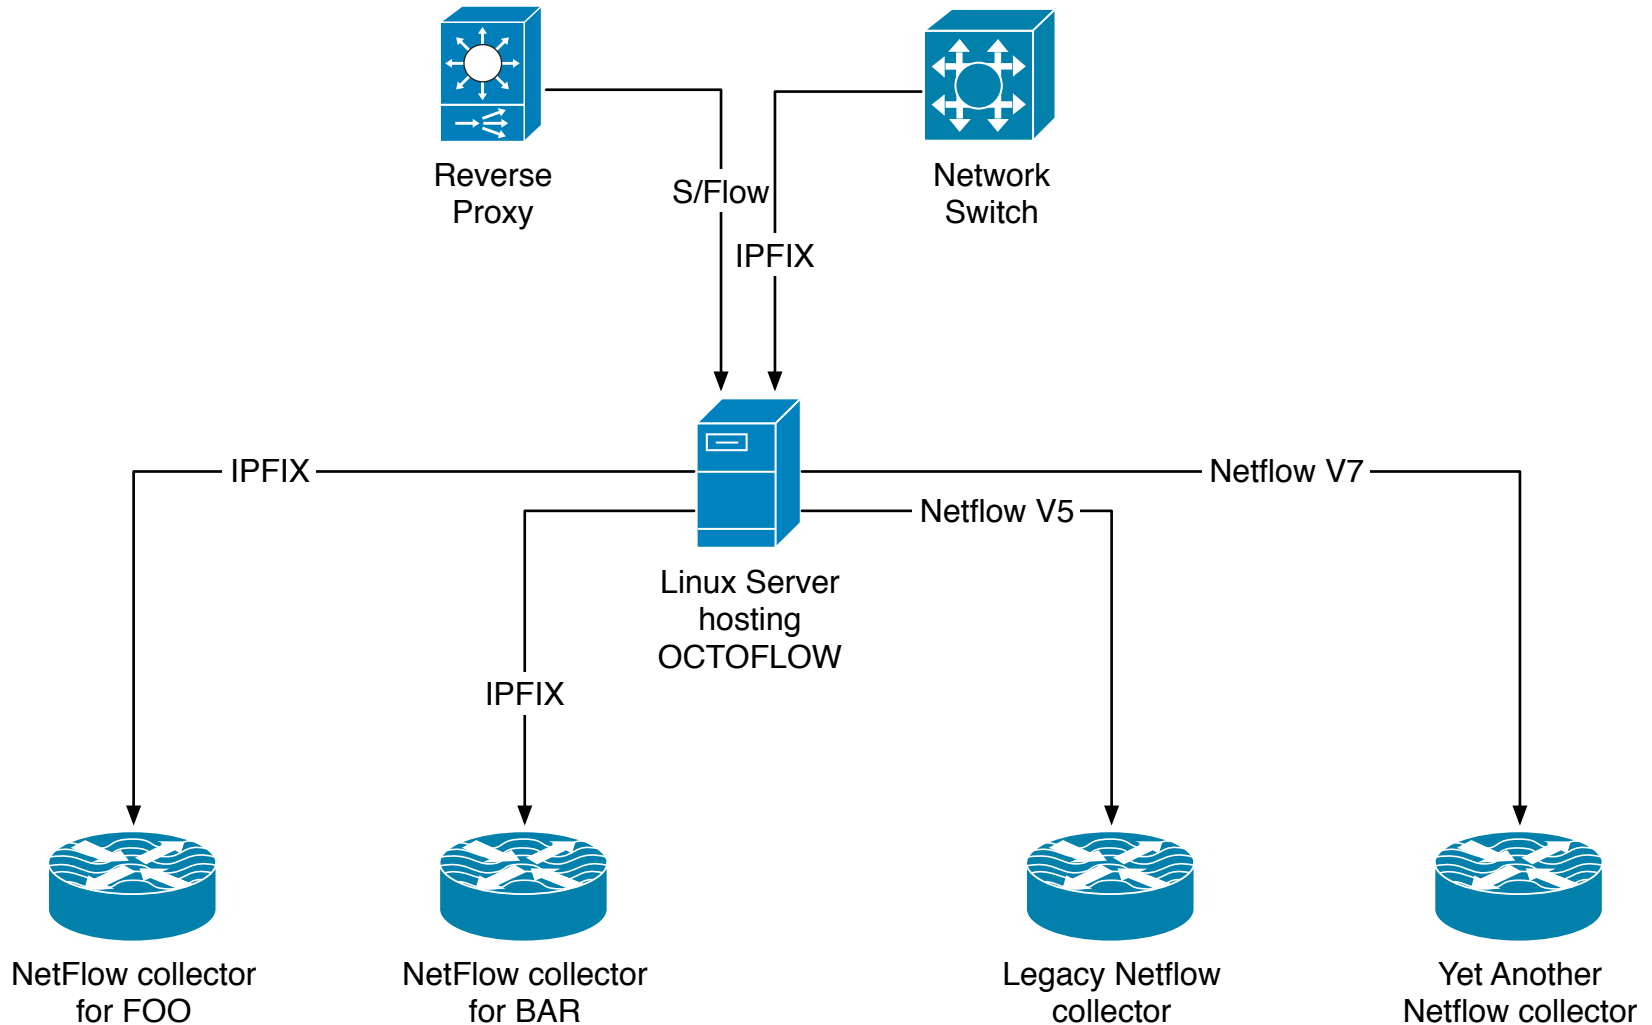 Reverse
Proxy
Network
Switch
S/Flow
IPFIX
IPFIX
Netflow V7
Netflow V5
Linux Server
hosting
OCTOFLOW
IPFIX
NetFlow collector
for FOO
NetFlow collector
for BAR
Legacy Netflow
collector
Yet Another
Netflow collector